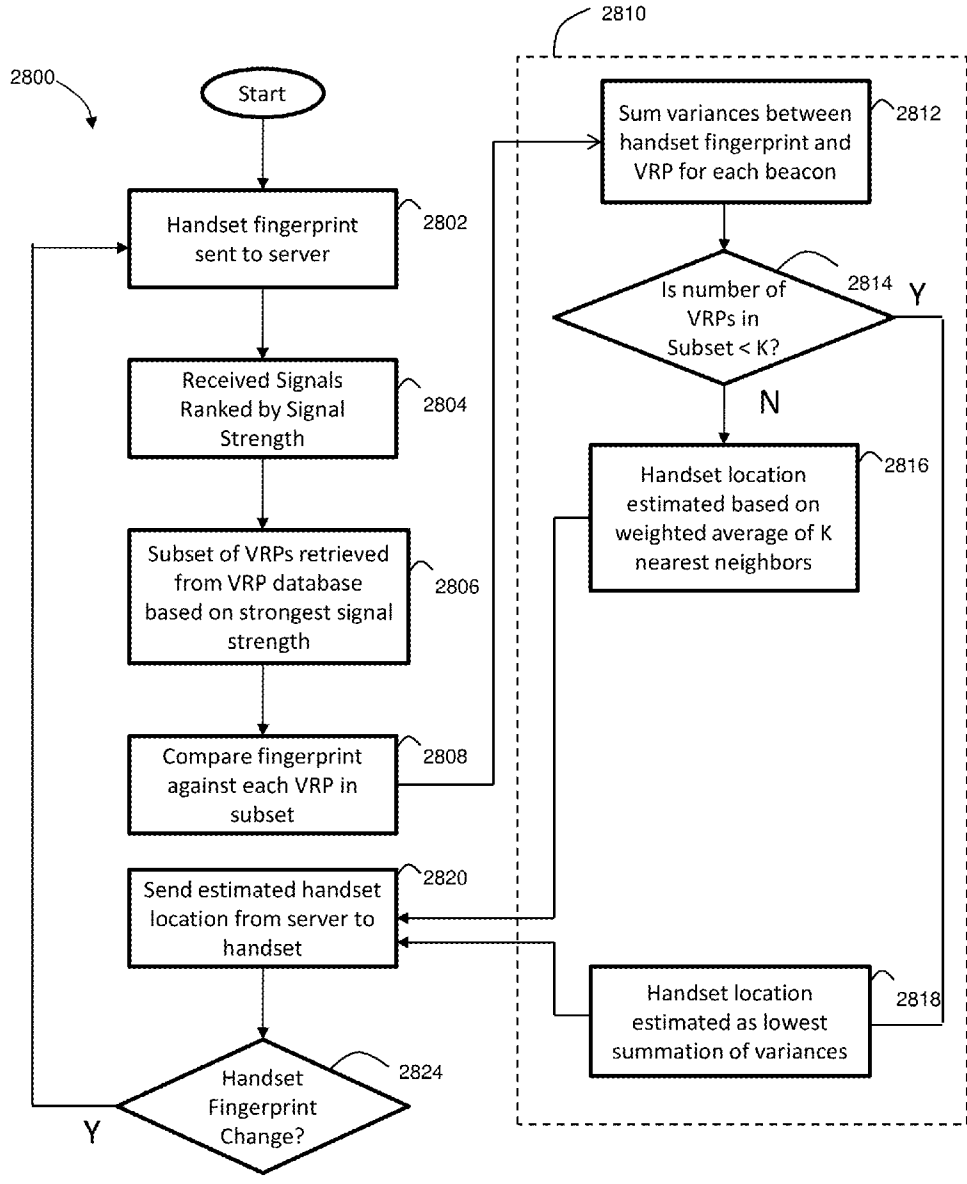 2800
Start
Handset fingerprint
sent to server
2802
Received Signals
Ranked by Signal
Strength
2804
Subset of VRPs retrieved
from VRP database
based on strongest signal
strength
2806
Compare fingerprint
against each VRP in
subset
2808
2810
Sum variances between
handset fingerprint and
VRP for each beacon
2812
Is number of
VRPs in
Subset < K?
2814
Y
N
Handset location
estimated based on
weighted average of K
nearest neighbors
2816
Handset location
estimated as lowest
summation of variances
2818
Send estimated handset
location from server to
handset
2820
Handset
Fingerprint
Change?
2824
Y